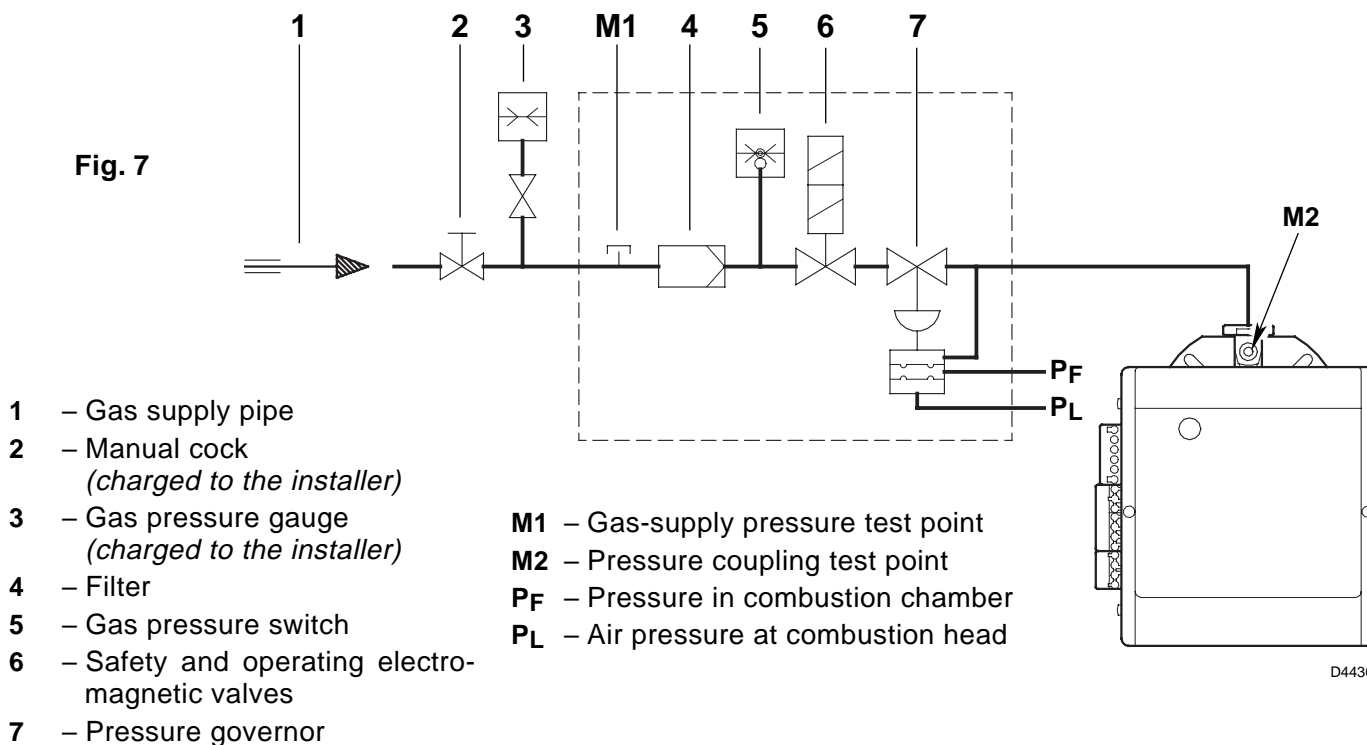 1 2 3 M1 4 5 6 7
Fig. 7
M2
PF
PL
1 – Gas supply pipe
2 – Manual cock
(charged to the installer)
3 – Gas pressure gauge
(charged to the installer)
4 – Filter
5 – Gas pressure switch
6 – Safety and operating electro-
magnetic valves
7 – Pressure governor
M1 – Gas-supply pressure test point
M2 – Pressure coupling test point
PF – Pressure in combustion chamber
PL – Air pressure at combustion head